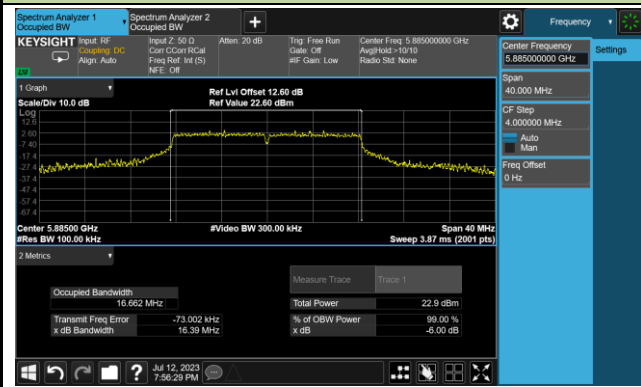 Spectrum Analyzer 1
Occupied BW
Spectrum Analyzer 2
Occupied BW
Frequency
KEYSIGHT
Input: RF
Coupling: DC
Align: Auto
Input Z: 50 Ω
Corr CCorr RCal
Freq Ref: Int (S)
NFE: Off
Atten: 20 dB
Trig: Free Run
Gate: Off
#IF Gain: Low
Center Freq: 5.885000000 GHz
Avg|Hold:>10/10
Radio Std: None
Center Frequency
5.885000000 GHz
Settings
Span
40.000 MHz
CF Step
4.000000 MHz
Auto
Man
Freq Offset
0 Hz
1 Graph
Scale/Div 10.0 dB
Ref Lvl Offset 12.60 dB
Ref Value 22.60 dBm
Log
12.6
2.60
-7.40
-17.4
-27.4
-37.4
-47.4
-57.4
-67.4
Center 5.88500 GHz
#Video BW 300.00 kHz
Span 40 MHz
#Res BW 100.00 kHz
Sweep 3.87 ms (2001 pts)
2 Metrics
Measure Trace
Trace 1
Occupied Bandwidth
16.662 MHz
Total Power
22.9 dBm
Transmit Freq Error
-73.002 kHz
% of OBW Power
99.00 %
x dB Bandwidth
16.39 MHz
x dB
-6.00 dB
Jul 12, 2023
7:56:29 PM